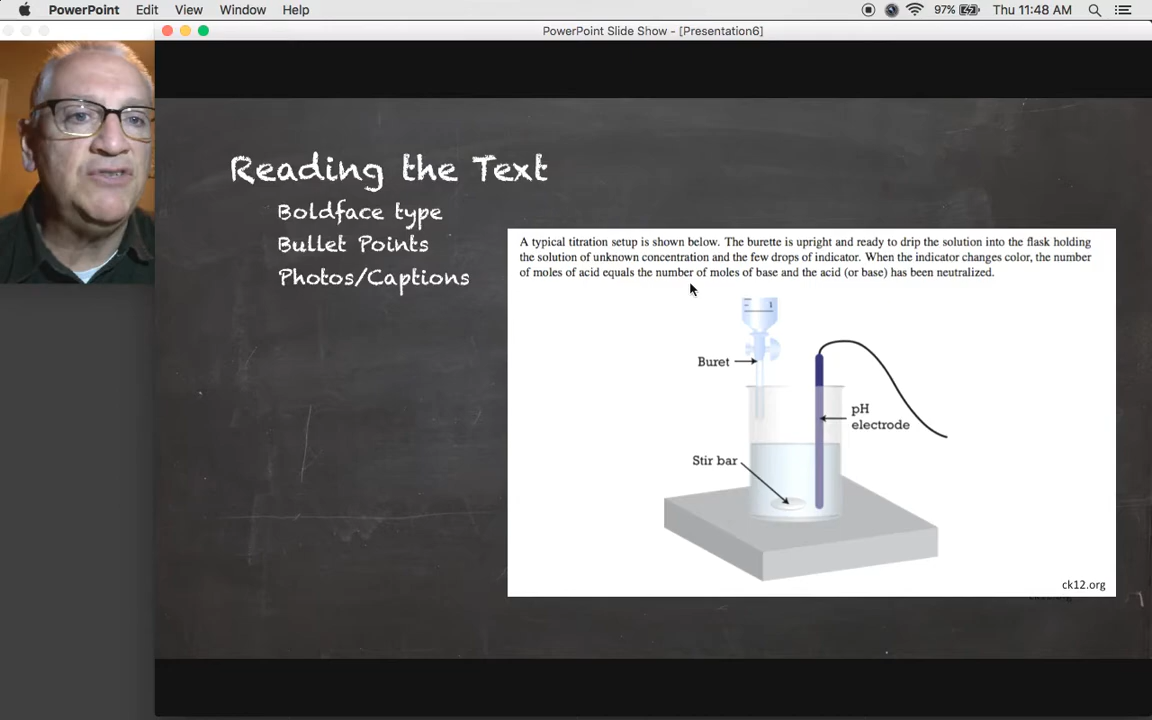 PowerPoint Edit View Window Help 97% Thu 11:48 AM
PowerPoint Slide Show - [Presentation6]
Reading the Text
Boldface type
Bullet Points
Photos/Captions
A typical titration setup is shown below. The burette is upright and ready to drip the solution into the flask holding
the solution of unknown concentration and the few drops of indicator. When the indicator changes color, the number
of moles of acid equals the number of moles of base and the acid (or base) has been neutralized.
1
Buret
pH
electrode
Stir bar
ck12.org